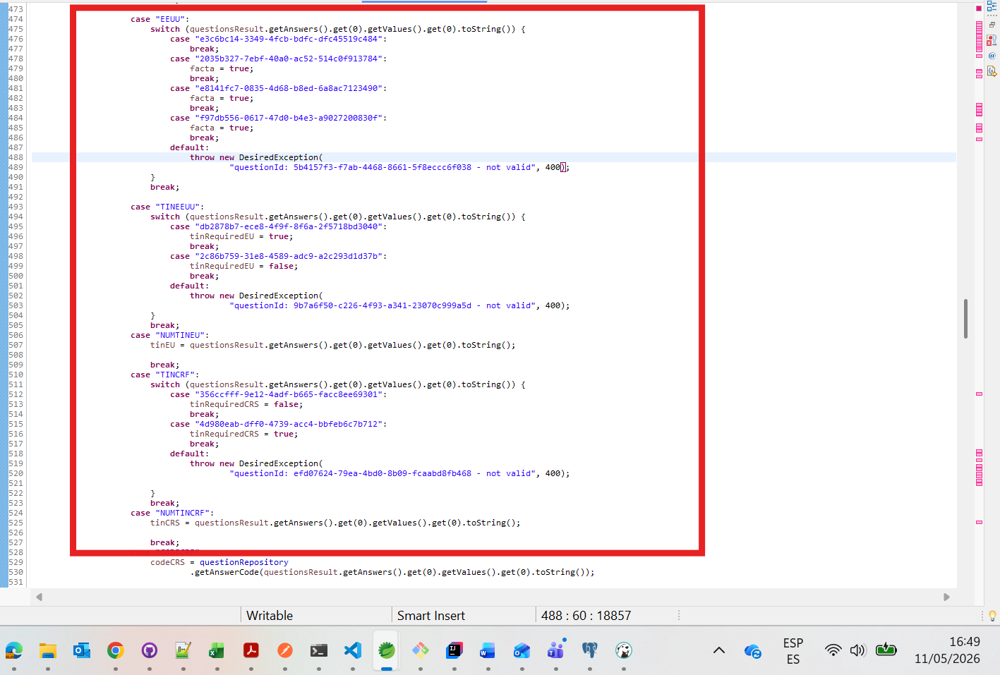 473
474 case "EEUU":
475 switch (questionsResult.getAnswers().get(0).getValues().get(0).toString()) {
476 case "e3c6bc14-3349-4fcb-bdfc-dfc45519c484":
477 break;
478 case "2035b327-7ebf-40a0-ac52-514c0f913784":
479 facta = true;
480 break;
481 case "e8141fc7-0835-4d68-b8ed-6a8ac7123490":
482 facta = true;
483 break;
484 case "f97db556-0617-47d0-b4e3-a9027200830f":
485 facta = true;
486 break;
487 default:
488 throw new DesiredException(
489 "questionId: 5b4157f3-f7ab-4468-8661-5f8eccc6f038 - not valid", 400);
490 }
491 break;
492
493 case "TINEEUU":
494 switch (questionsResult.getAnswers().get(0).getValues().get(0).toString()) {
495 case "db2878b7-ece8-4f9f-8f6a-2f5718bd3040":
496 tinRequiredEU = true;
497 break;
498 case "2c86b759-31e8-4589-adc9-a2c293d1d37b":
499 tinRequiredEU = false;
500 break;
501 default:
502 throw new DesiredException(
503 "questionId: 9b7a6f50-c226-4f93-a341-23070c999a5d - not valid", 400);
504 }
505 break;
506 case "NUMTINEU":
507 tinEU = questionsResult.getAnswers().get(0).getValues().get(0).toString();
508
509 break;
510 case "TINCRF":
511 switch (questionsResult.getAnswers().get(0).getValues().get(0).toString()) {
512 case "356ccfff-9e12-4adf-b665-facc8ee69301":
513 tinRequiredCRS = false;
514 break;
515 case "4d980eab-dff0-4739-acc4-bbfeb6c7b712":
516 tinRequiredCRS = true;
517 break;
518 default:
519 throw new DesiredException(
520 "questionId: efd07624-79ea-4bd0-8b09-fcaabd8fb468 - not valid", 400);
521
522 }
523 break;
524 case "NUMTINCRF":
525 tinCRS = questionsResult.getAnswers().get(0).getValues().get(0).toString();
526
527 break;
528
529 codeCRS = questionRepository
530 .getAnswerCode(questionsResult.getAnswers().get(0).getValues().get(0).toString());
531
Writable Smart Insert 488 : 60 : 18857
ESP
ES
16:49
11/05/2026